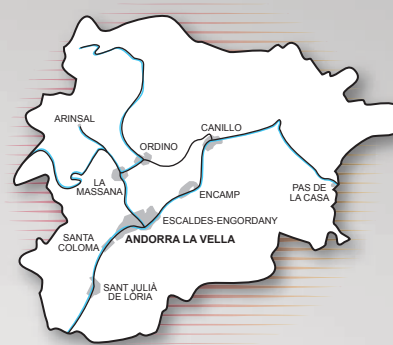 ARINSAL
CANILLO
ORDINO
LA
MASSANA
ENCAMP
PAS DE
LA CASA
ESCALDES-ENGORDANY
SANTA
COLOMA
ANDORRA LA VELLA
SANT JULIÀ
DE LÒRIA